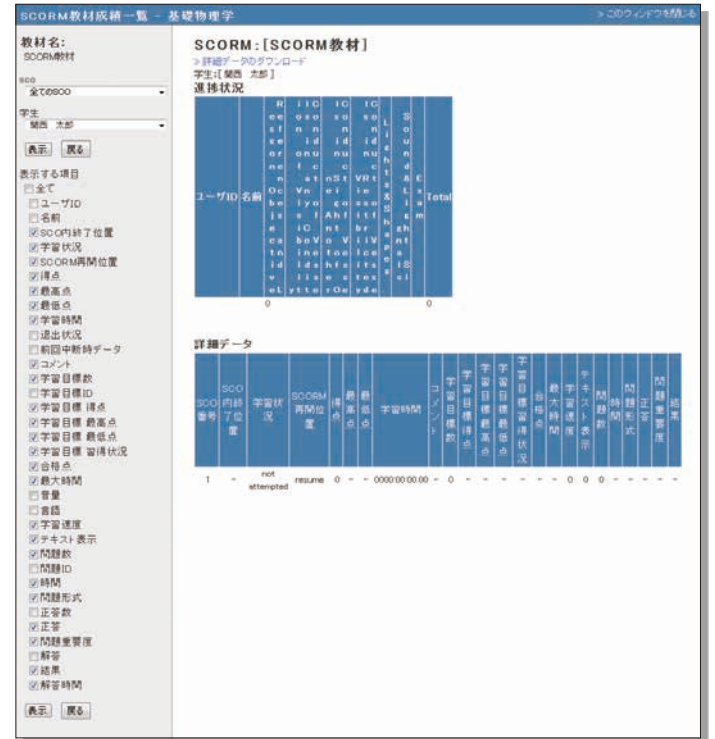 SCORM教材成績一覧 - 基礎物理学
> このウィンドウを閉じる
教材名:
SCORM教材
sco
全てのSCO
学生
関西 太郎
表示 戻る
表示する項目
全て
ユーザID
名前
SCO内終了位置
学習状況
SCORM再開位置
得点
最高点
最低点
学習時間
退出状況
前回中断時データ
コメント
学習目標数
学習目標ID
学習目標 得点
学習目標 最高点
学習目標 最低点
学習目標 習得状況
合格点
最大時間
音量
言語
学習速度
テキスト表示
問題数
問題ID
時間
問題形式
正答数
正答
問題重要度
解答
結果
解答時間
表示 戻る
SCORM:[SCORM教材]
> 詳細データのダウンロード
学生:[関西 太郎]
進捗状況
ユーザID 名前
Lights & Shapes
Exam
Total
0 0
詳細データ
SCO番号 SCO内終了位置 学習状況 SCORM再開位置 得点 最高点 最低点 学習時間 コメント 学習目標数 学習目標得点 学習目標最高点 学習目標最低点 学習目標習得状況 合格点 最大時間 学習速度 テキスト表示 問題数 時間 問題形式 正答 問題重要度 結果
1 - not attempted resume 0 - - 0000:00:00.00 - 0 - - - - - - 0 0 0 - - - - -